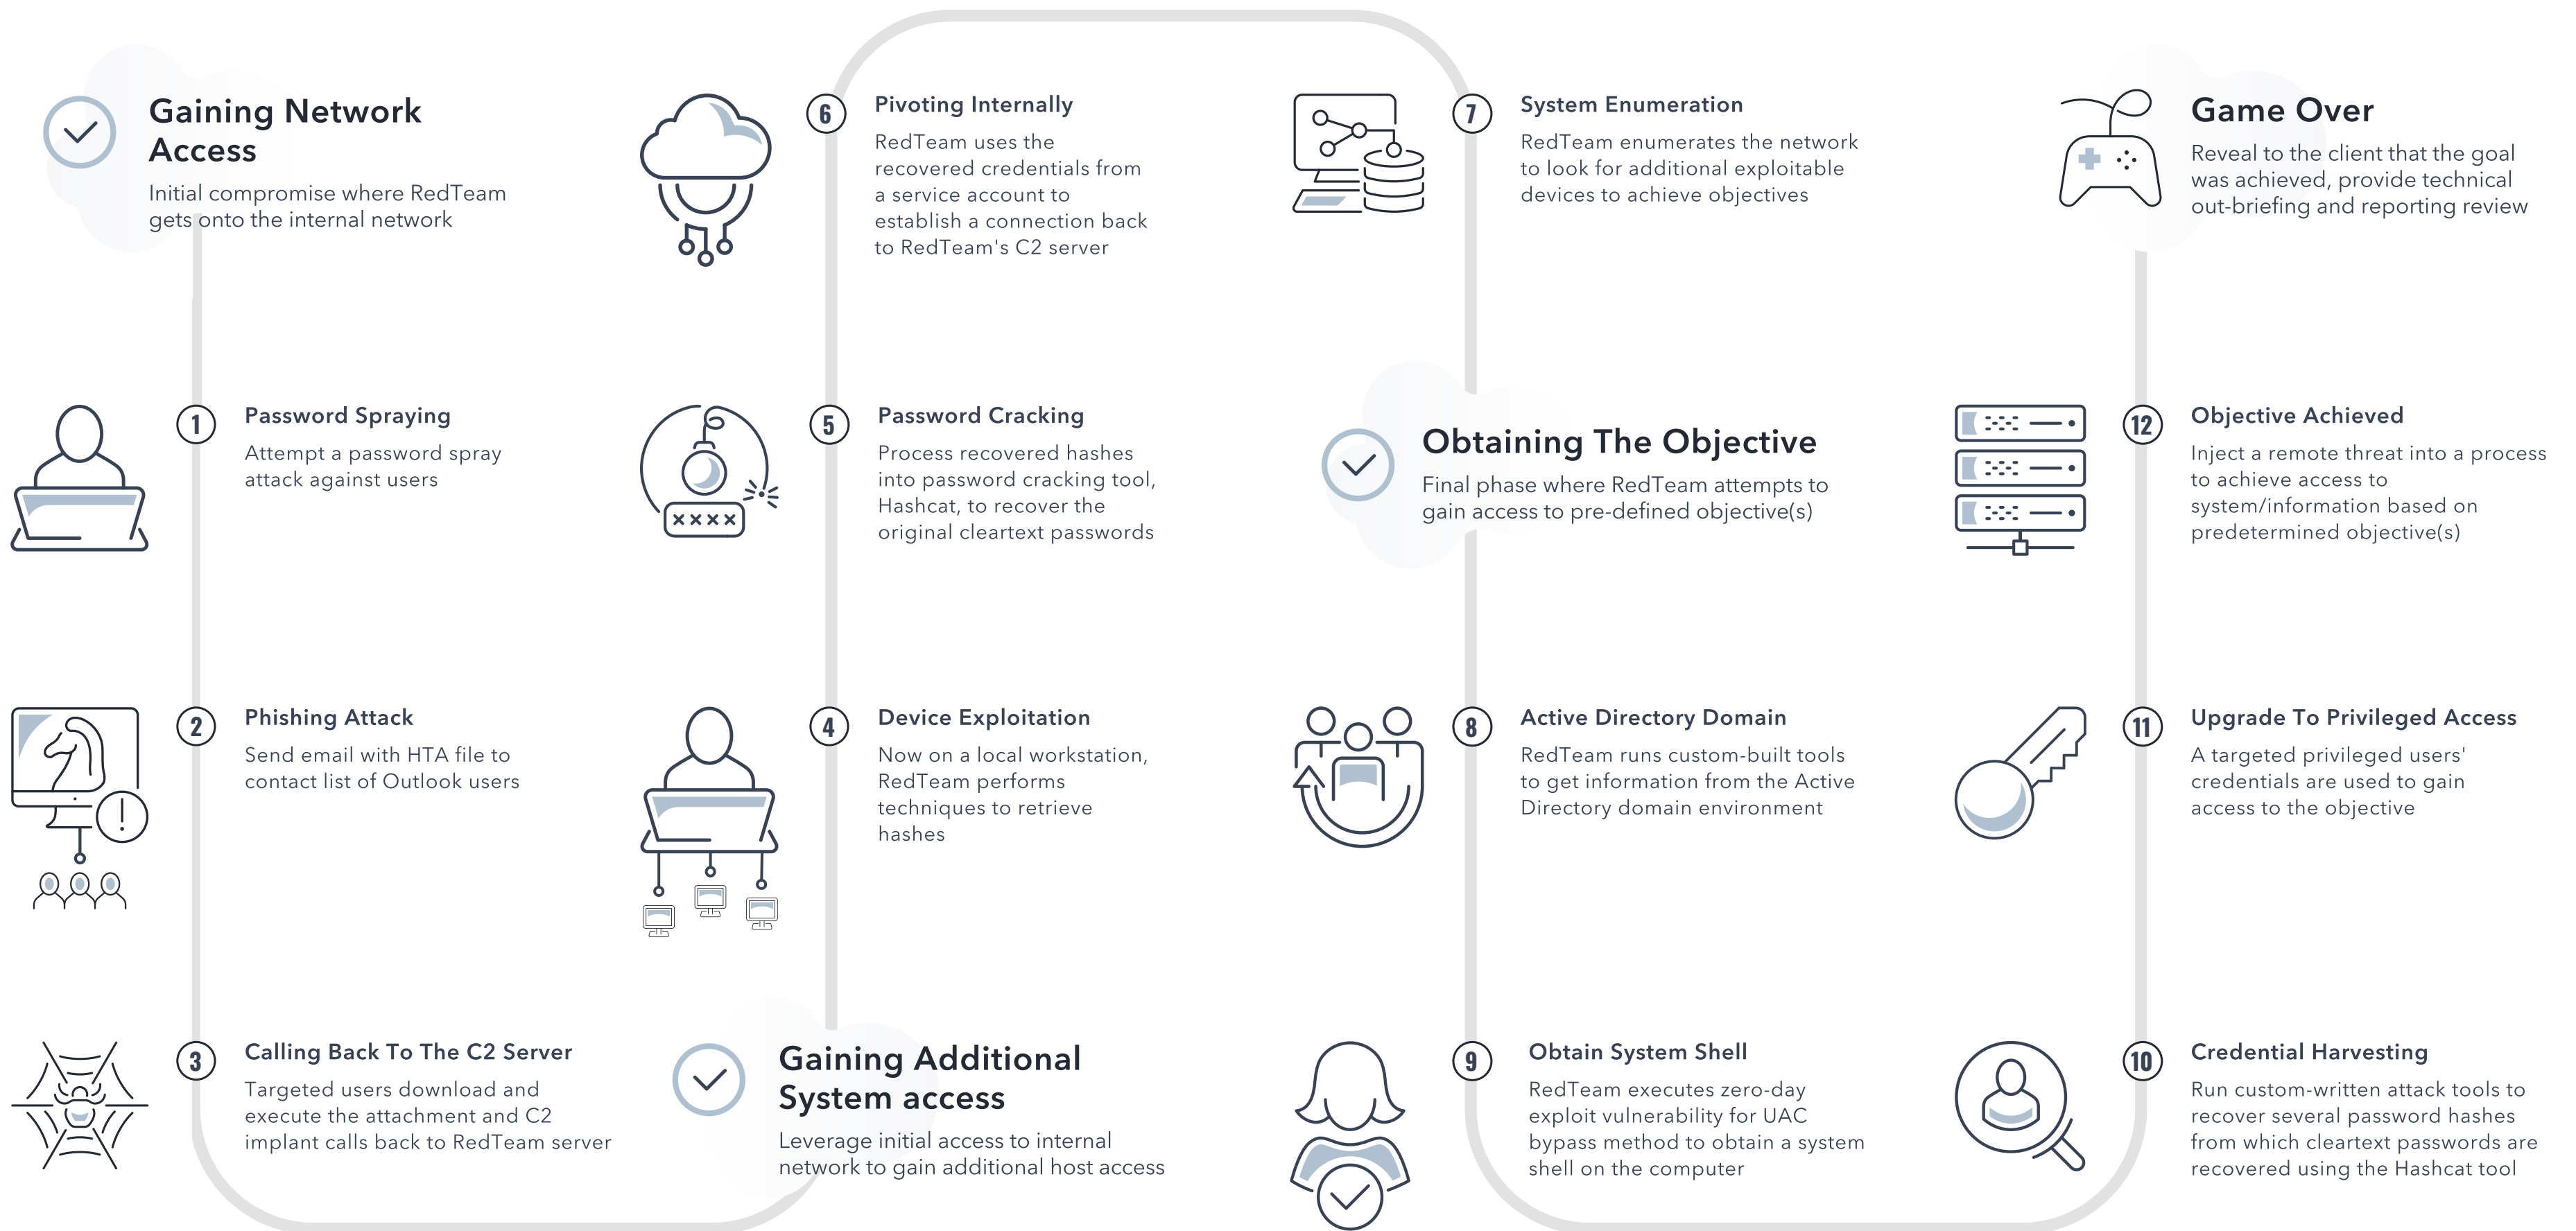 Gaining Network
Access
Initial compromise where RedTeam
gets onto the internal network
1
Password Spraying
Attempt a password spray
attack against users
2
Phishing Attack
Send email with HTA file to
contact list of Outlook users
3
Calling Back To The C2 Server
Targeted users download and
execute the attachment and C2
implant calls back to RedTeam server
Gaining Additional
System access
Leverage initial access to internal
network to gain additional host access
4
Device Exploitation
Now on a local workstation,
RedTeam performs
techniques to retrieve
hashes
5
Password Cracking
Process recovered hashes
into password cracking tool,
Hashcat, to recover the
original cleartext passwords
6
Pivoting Internally
RedTeam uses the
recovered credentials from
a service account to
establish a connection back
to RedTeam's C2 server
7
System Enumeration
RedTeam enumerates the network
to look for additional exploitable
devices to achieve objectives
Obtaining The Objective
Final phase where RedTeam attempts to
gain access to pre-defined objective(s)
8
Active Directory Domain
RedTeam runs custom-built tools
to get information from the Active
Directory domain environment
9
Obtain System Shell
RedTeam executes zero-day
exploit vulnerability for UAC
bypass method to obtain a system
shell on the computer
10
Credential Harvesting
Run custom-written attack tools to
recover several password hashes
from which cleartext passwords are
recovered using the Hashcat tool
11
Upgrade To Privileged Access
A targeted privileged users'
credentials are used to gain
access to the objective
12
Objective Achieved
Inject a remote threat into a process
to achieve access to
system/information based on
predetermined objective(s)
Game Over
Reveal to the client that the goal
was achieved, provide technical
out-briefing and reporting review